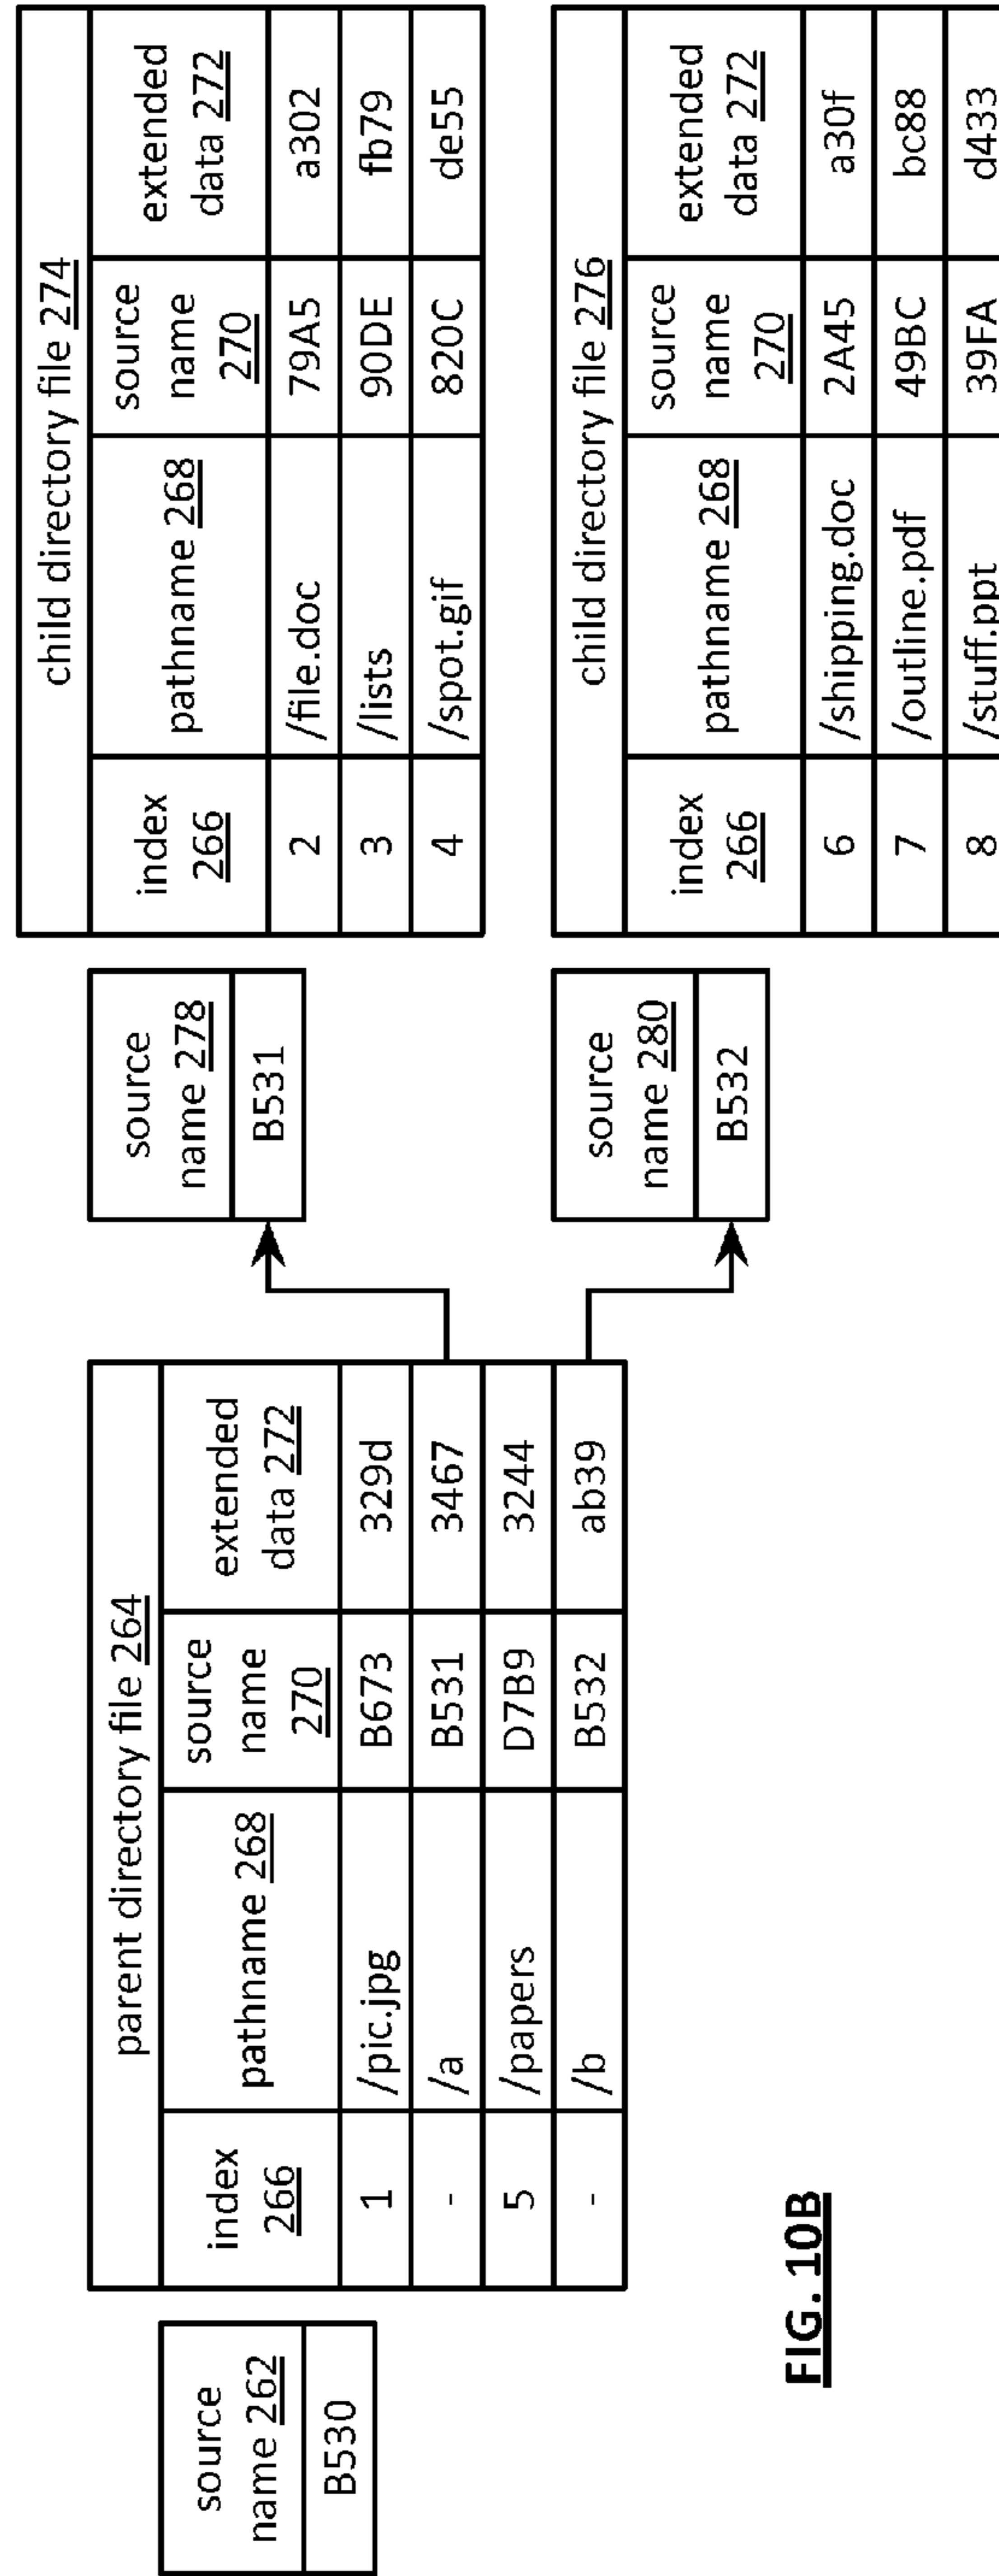 source
name 262
B530
parent directory file 264
index 266 pathname 268 source name 270 extended data 272
1 /pic.jpg B673 329d
- /a B531 3467
5 /papers D7B9 3244
- /b B532 ab39
source
name 278
B531
child directory file 274
index 266 pathname 268 source name 270 extended data 272
2 /file.doc 79A5 a302
3 /lists 90DE fb79
4 /spot.gif 820C de55
source
name 280
B532
child directory file 276
index 266 pathname 268 source name 270 extended data 272
6 /shipping.doc 2A45 a30f
7 /outline.pdf 49BC bc88
8 /stuff.ppt 39FA d433
FIG. 10B